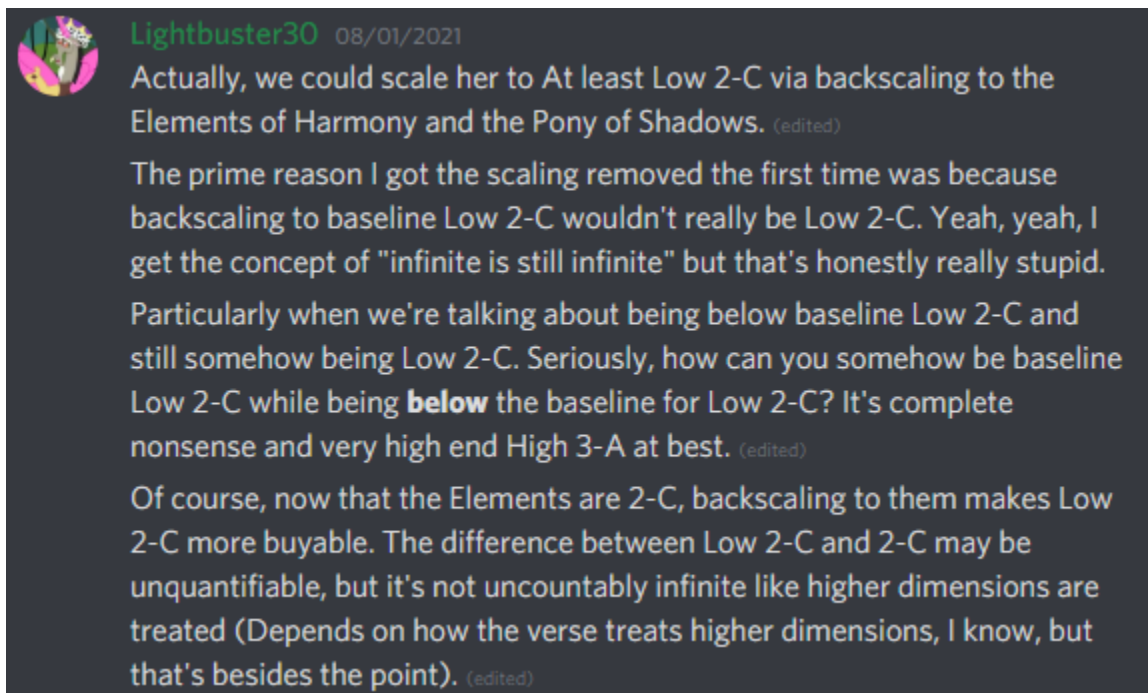 Lightbuster30 08/01/2021
Actually, we could scale her to At least Low 2-C via backscaling to the
Elements of Harmony and the Pony of Shadows. (edited)
The prime reason I got the scaling removed the first time was because
backscaling to baseline Low 2-C wouldn't really be Low 2-C. Yeah, yeah, I
get the concept of "infinite is still infinite" but that's honestly really stupid.
Particularly when we're talking about being below baseline Low 2-C and
still somehow being Low 2-C. Seriously, how can you somehow be baseline
Low 2-C while being below the baseline for Low 2-C? It's complete
nonsense and very high end High 3-A at best. (edited)
Of course, now that the Elements are 2-C, backscaling to them makes Low
2-C more buyable. The difference between Low 2-C and 2-C may be
unquantifiable, but it's not uncountably infinite like higher dimensions are
treated (Depends on how the verse treats higher dimensions, I know, but
that's besides the point). (edited)